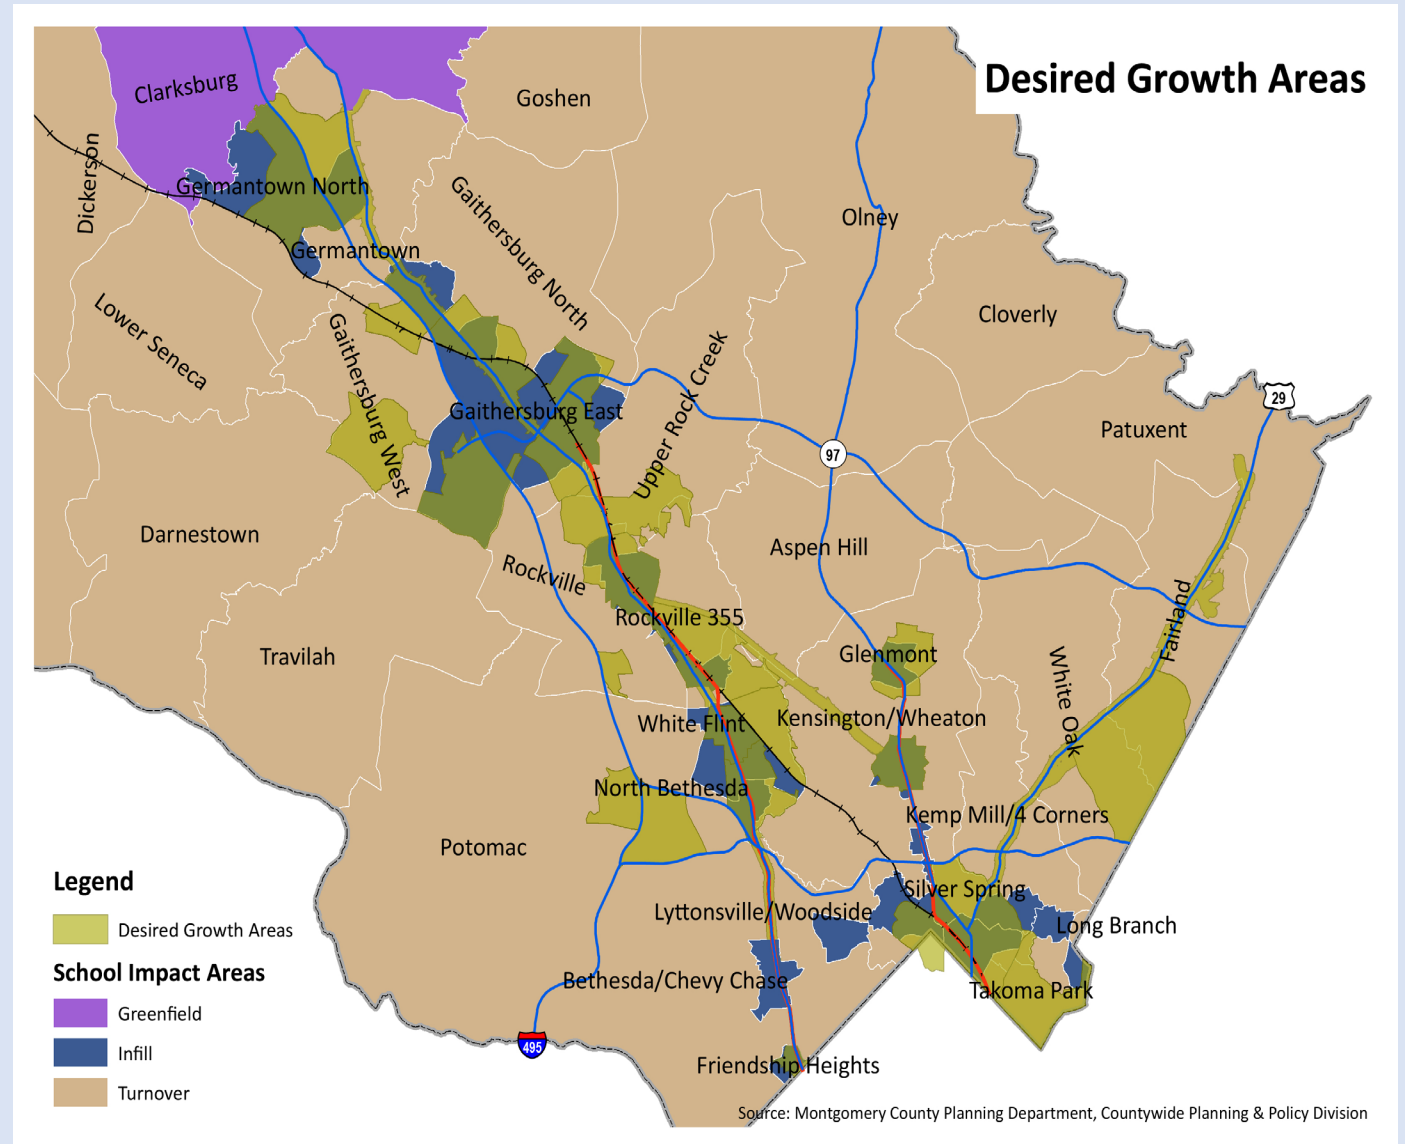 Desired Growth Areas
Clarksburg
Goshen
Dickerson
Germantown North
Gaithersburg North
Olney
Germantown
Lower Seneca
Gaithersburg West
Cloverly
Upper Rock Creek
29
Gaithersburg East
Patuxent
97
Darnestown
Aspen Hill
Rockville
Rockville 355
Fairland
Travilah
Glenmont
White Oak
White Flint
Kensington/Wheaton
North Bethesda
Kemp Mill/4 Corners
Potomac
Legend
Silver Spring
Lyttonsville/Woodside
Long Branch
Desired Growth Areas
School Impact Areas
Bethesda/Chevy Chase
Takoma Park
Greenfield
495
Infill
Friendship Heights
Turnover
Source: Montgomery County Planning Department, Countywide Planning & Policy Division